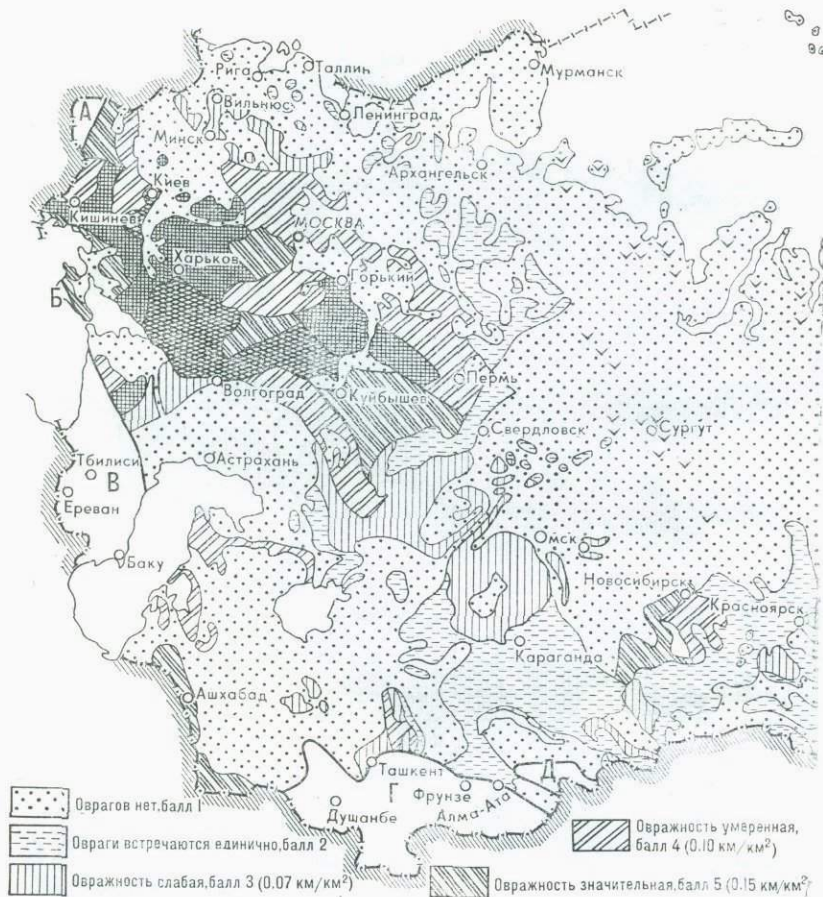 Мурманск
Таллин
Рига
Вильнюс
Ленинград
А
Минск
Архангельск
Киев
Кишинев
МОСКВА
Харьков
Горький
Б
Пермь
Волгоград
Куйбышев
Свердловск
Сургут
Астрахань
Тбилиси
В
Ереван
Омск
Баку
Новосибирск
Красноярск
Караганда
Ашхабад
Ташкент
Г
Фрунзе
Д
Душанбе
Алма-Ата
Оврагов нет, балл 1
Овраги встречаются единично, балл 2
Овражность слабая, балл 3 (0.07 км/км²)
Овражность умеренная,
балл 4 (0.10 км/км²)
Овражность значительная, балл 5 (0.15 км/км²)